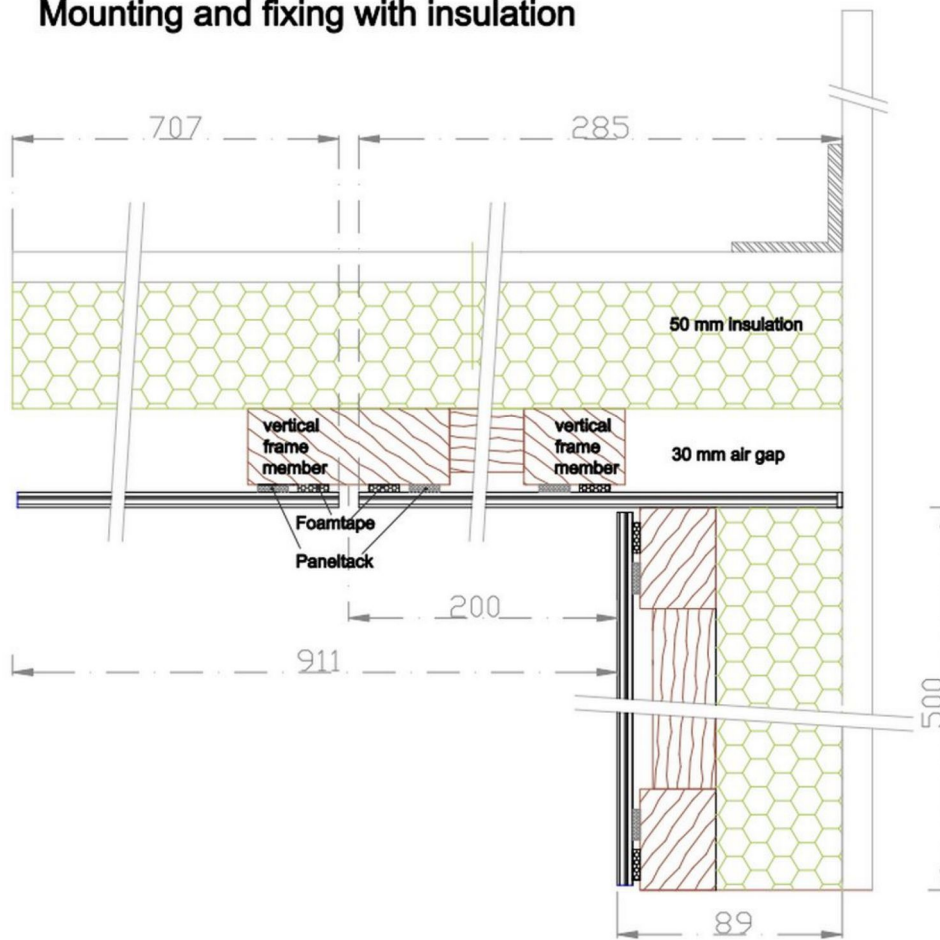 Mounting and fixing with insulation
707
285
50 mm insulation
vertical
frame
member
vertical
frame
member
30 mm air gap
Foamtape
Paneltack
200
911
500
89